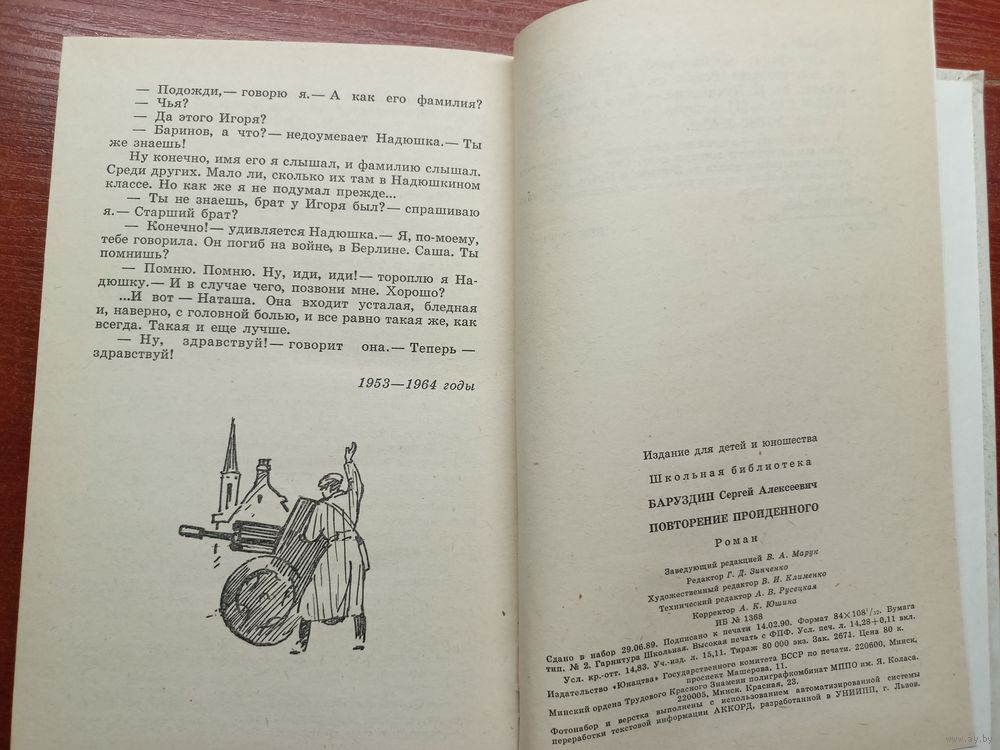 — Подожди,— говорю я.— А как его фамилия?
— Чья?
— Да этого Игоря?
— Баринов, а что?— недоумевает Надюшка.— Ты
же знаешь!
Ну конечно, имя его я слышал, и фамилию слышал.
Среди других. Мало ли, сколько их там в Надюшкином
классе. Но как же я не подумал прежде...
— Ты не знаешь, брат у Игоря был?— спрашиваю
я.— Старший брат?
— Конечно!— удивляется Надюшка.— Я, по-моему,
тебе говорила. Он погиб на войне, в Берлине. Саша. Ты
помнишь?
— Помню. Помню. Ну, иди, иди!— тороплю я На-
дюшку.— И в случае чего, позвони мне. Хорошо?
...И вот — Наташа. Она входит усталая, бледная
и, наверно, с головной болью, и все равно такая же, как
всегда. Такая и еще лучше.
— Ну, здравствуй!— говорит она.— Теперь —
здравствуй!
1953—1964 годы
Издание для детей и юношества
Школьная библиотека
БАРУЗДИН Сергей Алексеевич
ПОВТОРЕНИЕ ПРОЙДЕННОГО
Роман
Заведующий редакцией В. А. Марук
Редактор Г. Д. Зинченко
Художественный редактор В. И. Клименко
Технический редактор А. В. Русецкая
Корректор А. К. Юшина
ИБ № 1368
Сдано в набор 29.06.89. Подписано к печати 14.02.90. Формат 84×108¹/₃₂. Бумага
тип. № 2. Гарнитура Школьная. Высокая печать с ФПФ. Усл. печ. л. 14,28+0,11 вкл.
Усл. кр.-отт. 14,83. Уч.-изд. л. 15,11. Тираж 80 000 экз. Зак. 2671. Цена 80 к.
Издательство «Юнацтва» Государственного комитета БССР по печати. 220600, Минск,
проспект Машерова, 11.
Минский ордена Трудового Красного Знамени полиграфкомбинат МППО им. Я. Коласа.
220005, Минск, Красная, 23.
Фотонабор и верстка выполнены с использованием автоматизированной системы
переработки текстовой информации АККОРД, разработанной в УНИИПП, г. Львов.
www.ay.by